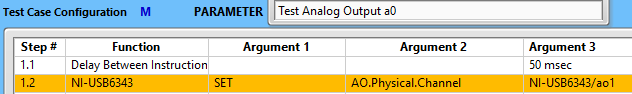 Test Case Configuration M PARAMETER Test Analog Output a0
Step # Function Argument 1 Argument 2 Argument 3
1.1 Delay Between Instruction 50 msec
1.2 NI-USB6343 SET AO.Physical.Channel NI-USB6343/ao1